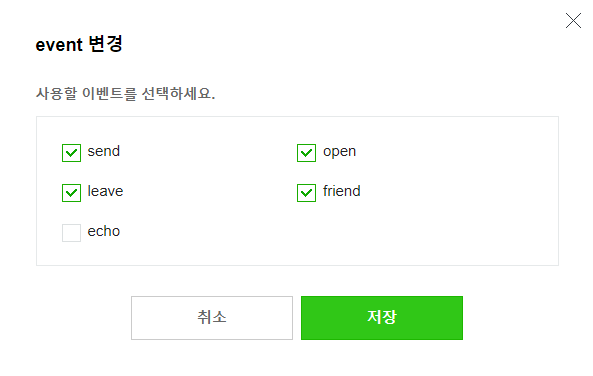 event 변경
사용할 이벤트를 선택하세요.
send open
leave friend
echo
취소 저장